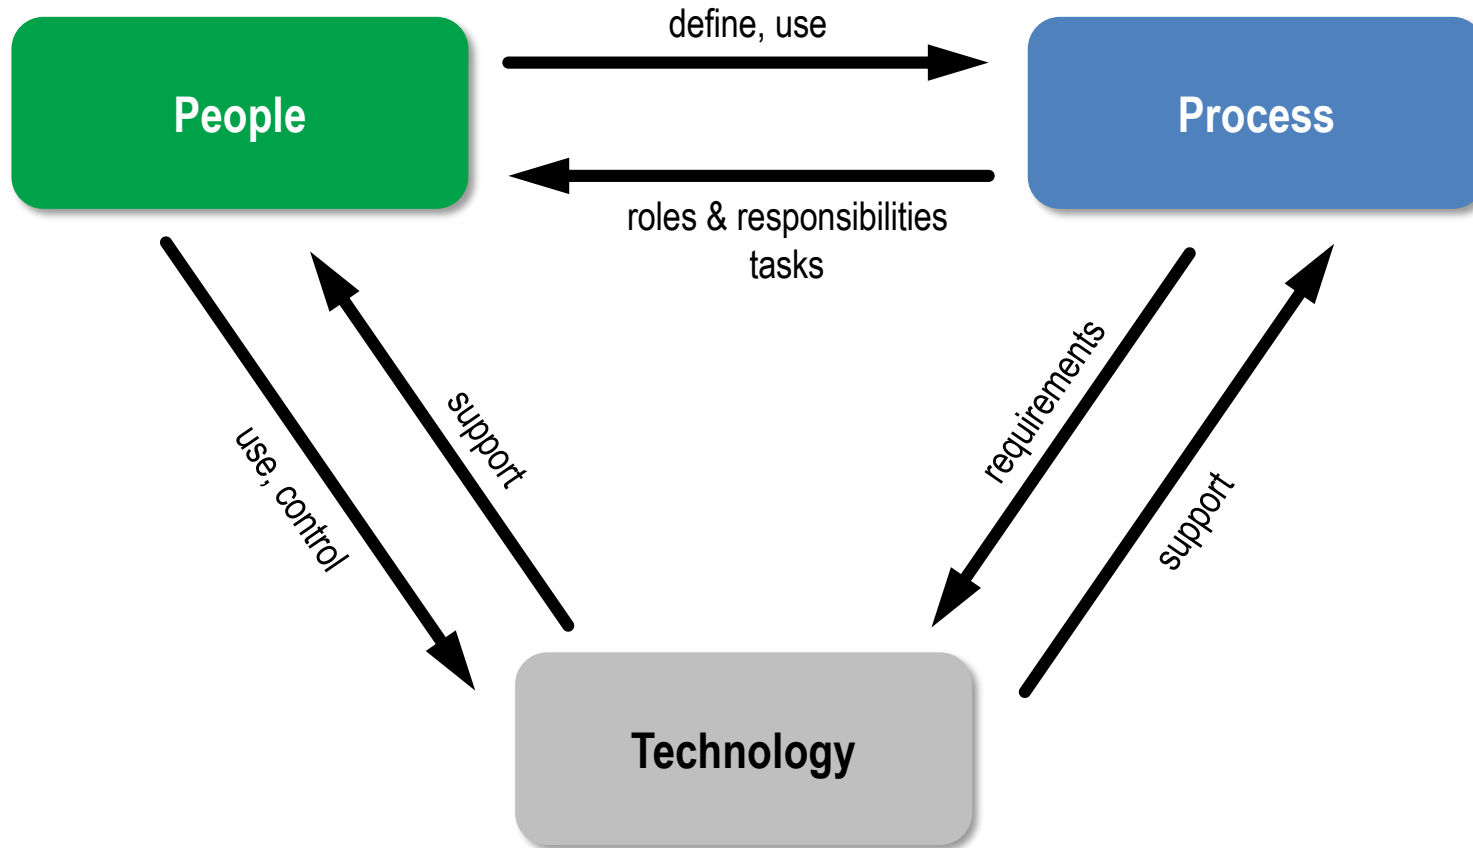 define, use
People
Process
roles & responsibilities
tasks
use, control
support
requirements
support
Technology